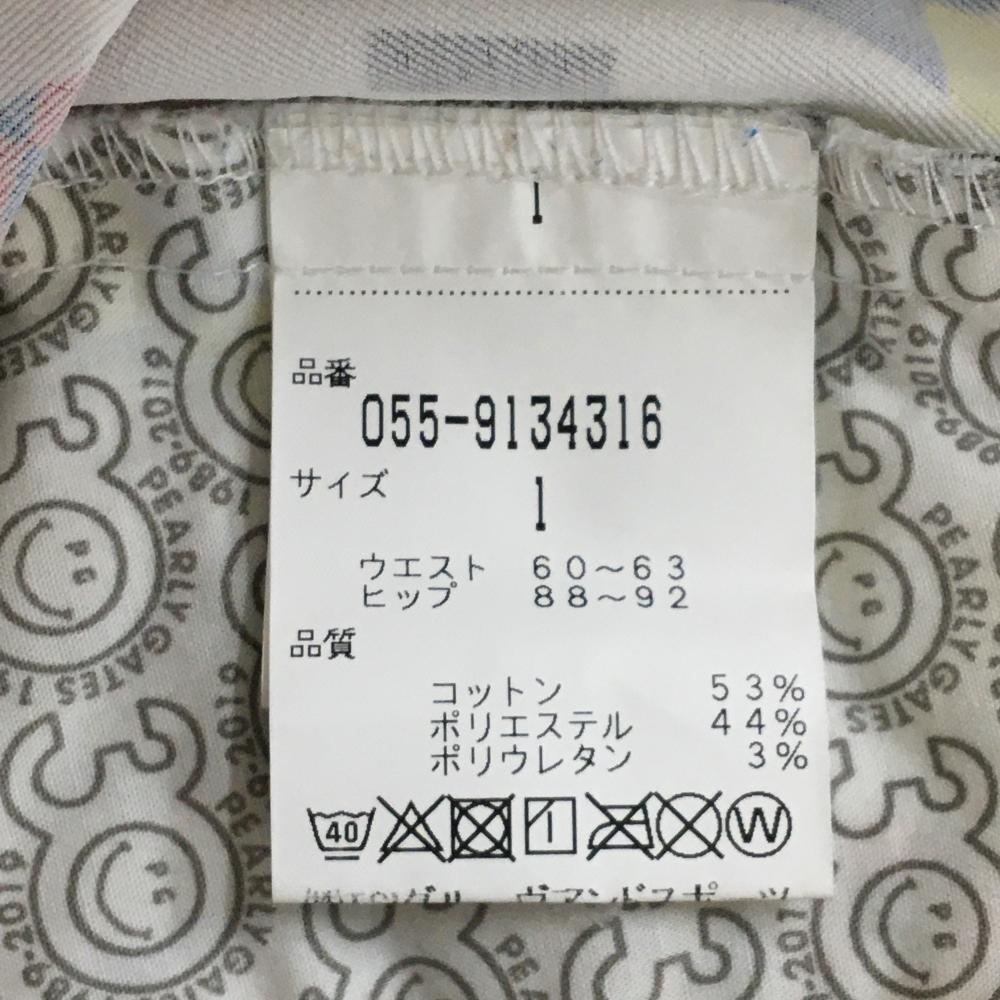 1
品番
055-9134316
サイズ
1
ウエスト 60~63
ヒップ 88~92
品質
コットン 53%
ポリエステル 44%
ポリウレタン 3%
40
W
PEARLY GATES
1989-2019
PG